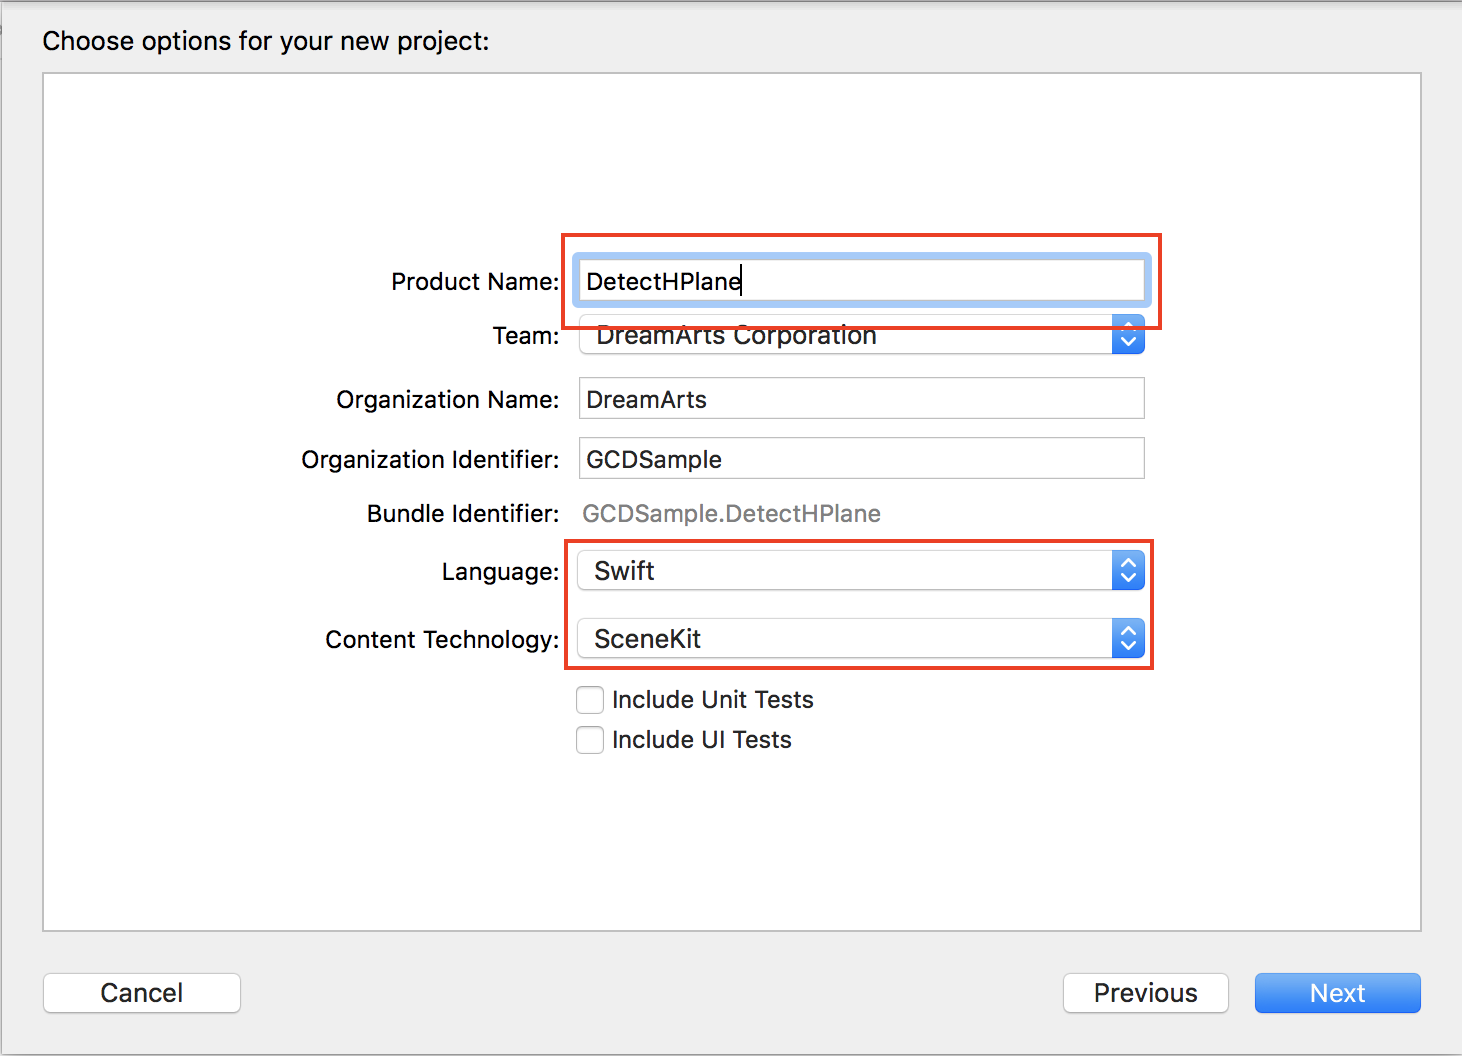 Choose options for your new project:
Product Name: DetectHPlane
Team: DreamArts Corporation
Organization Name: DreamArts
Organization Identifier: GCDSample
Bundle Identifier: GCDSample.DetectHPlane
Language: Swift
Content Technology: SceneKit
Include Unit Tests
Include UI Tests
Cancel Previous Next